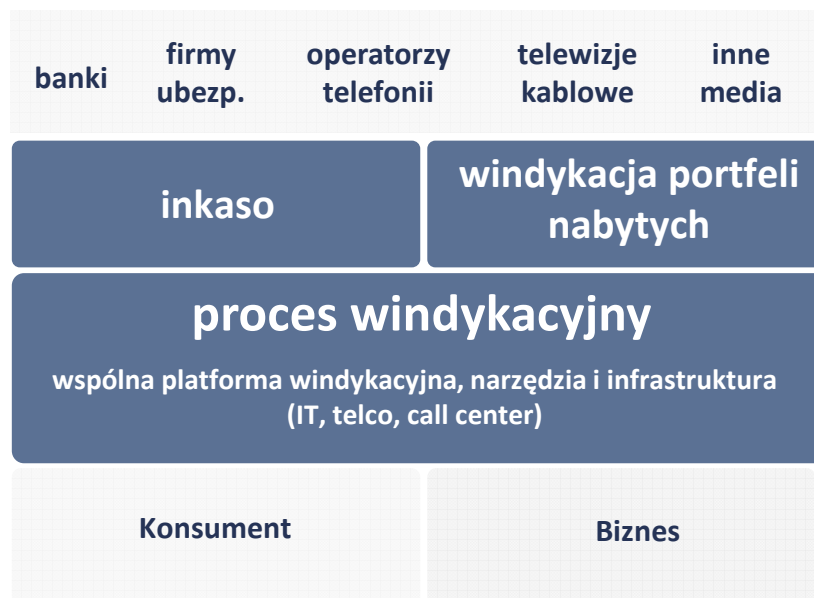 banki
firmy
ubezp.
operatorzy
telefonii
telewizje
kablowe
inne
media
inkaso
windykacja portfeli
nabytych
proces windykacyjny
wspólna platforma windykacyjna, narzędzia i infrastruktura
(IT, telco, call center)
Konsument
Biznes